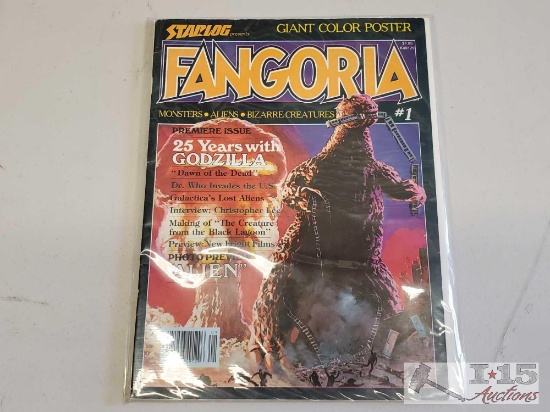 STARLOG presents
GIANT COLOR POSTER
FANGORIA
MONSTERS • ALIENS • BIZARRE CREATURES
#1
PREMIERE ISSUE
25 Years with
GODZILLA
"Dawn of the Dead"
Dr. Who Invades the U.S.
Galactica's Lost Aliens
Interview: Christopher Lee
Making of "The Creature
from the Black Lagoon"
Preview: New Fright Films
PHOTO PREVIEW
"ALIEN"
I★15
Auctions